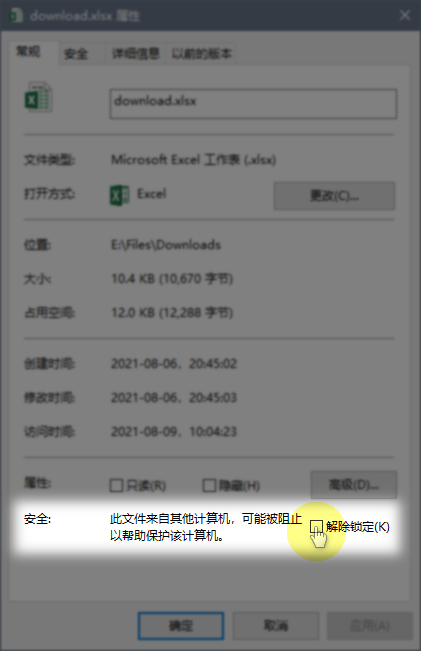 download.xlsx 属性
常规 安全 详细信息 以前的版本
download.xlsx
文件类型: Microsoft Excel 工作表 (.xlsx)
打开方式: Excel 更改(C)...
位置: E:\Files\Downloads
大小: 10.4 KB (10,670 字节)
占用空间: 12.0 KB (12,288 字节)
创建时间: 2021-08-06，20:45:02
修改时间: 2021-08-06，20:45:03
访问时间: 2021-08-09，10:04:23
属性: 只读(R) 隐藏(H) 高级(D)...
安全: 此文件来自其他计算机，可能被阻止 解除锁定(K)
以帮助保护该计算机。
确定 取消 应用(A)